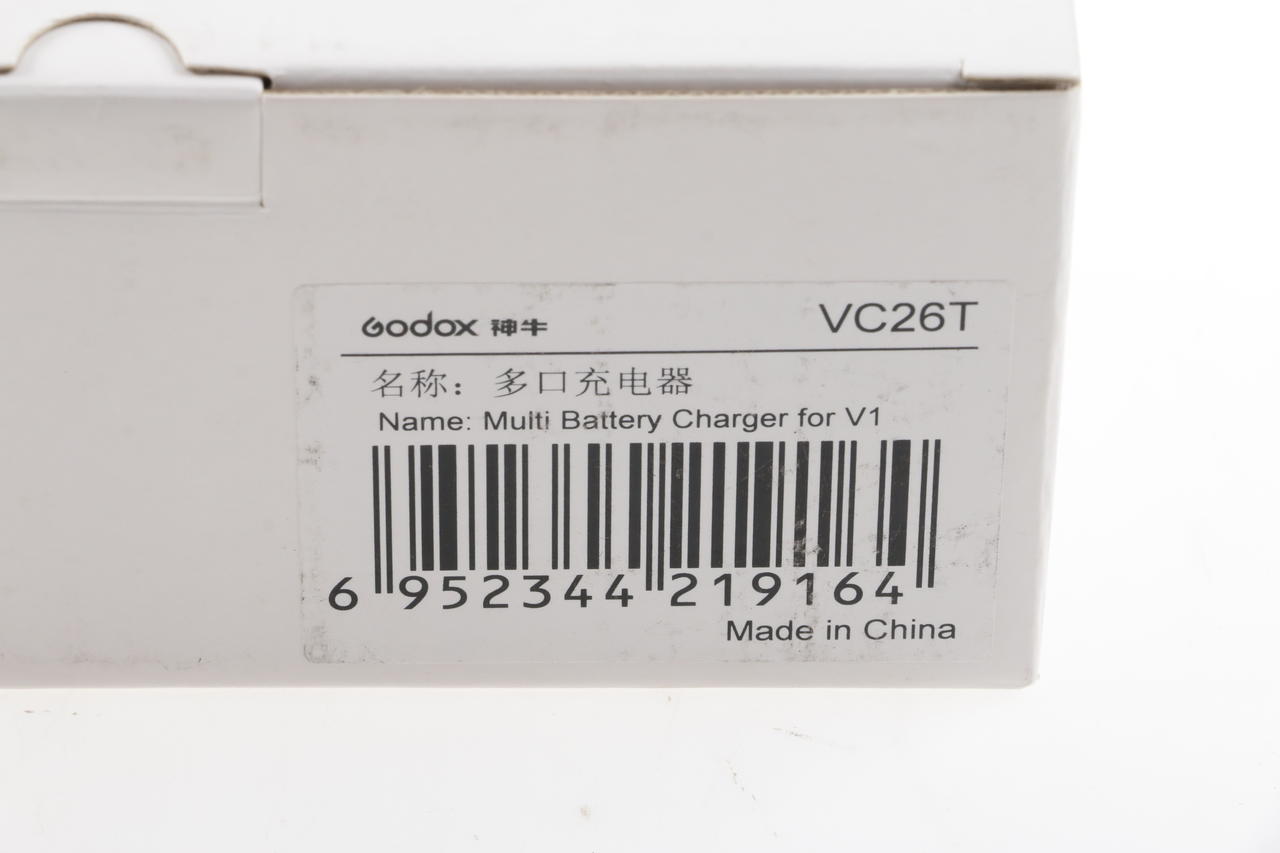 Godox 神牛 VC26T
名称：多口充电器
Name: Multi Battery Charger for V1
6 952344 219164
Made in China